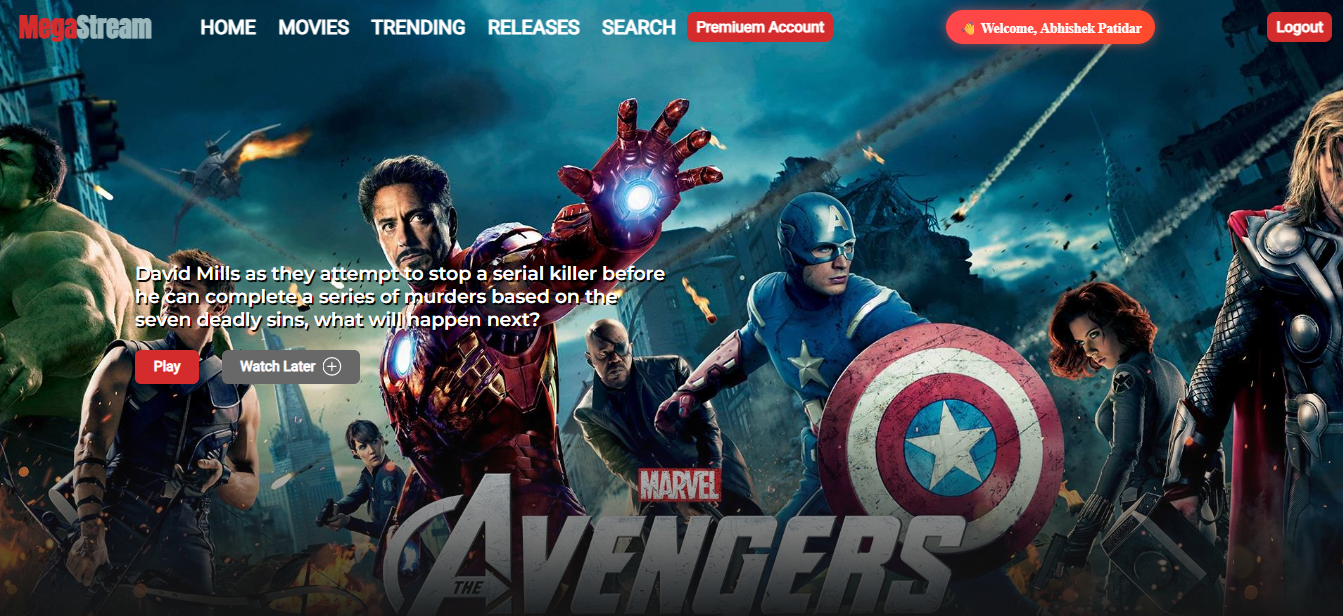 MegaStream HOME MOVIES TRENDING RELEASES SEARCH Premiuem Account 👋 Welcome, Abhishek Patidar Logout
A
David Mills as they attempt to stop a serial killer before
he can complete a series of murders based on the
seven deadly sins, what will happen next?
Play Watch Later
MARVEL
THE AVENGERS